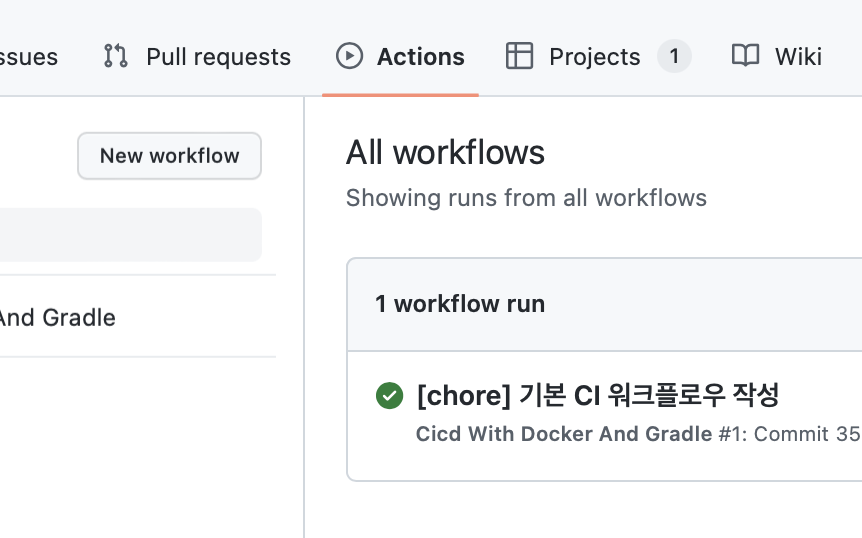 ssues Pull requests Actions Projects 1 Wiki
New workflow
All workflows
Showing runs from all workflows
And Gradle
1 workflow run
[chore] 기본 CI 워크플로우 작성
Cicd With Docker And Gradle #1: Commit 35